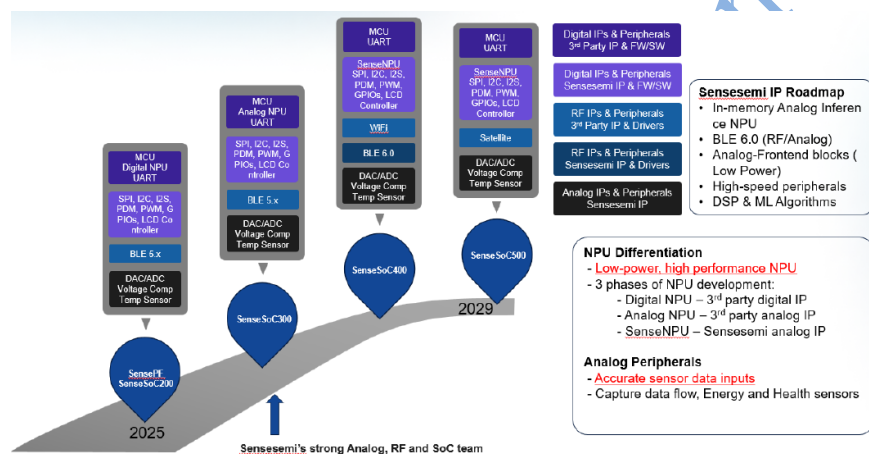 MCU
Digital NPU
UART
SPI, I2C, I2S,
PDM, PWM, G
PIOs, LCD Co
ntroller
BLE 5.x
DAC/ADC
Voltage Comp
Temp Sensor
SensePF
SenseSoC200
2025
MCU
Analog NPU
UART
SPI, I2C, I2S,
PDM, PWM, G
PIOs, LCD Co
ntroller
BLE 5.x
DAC/ADC
Voltage Comp
Temp Sensor
SenseSoC300
MCU
UART
SenseNPU
SPI, I2C, I2S,
PDM, PWM,
GPIOs, LCD
Controller
WIFI
BLE 6.0
DAC/ADC
Voltage Comp
Temp Sensor
SenseSoC400
MCU
UART
SenseNPU
SPI, I2C, I2S,
PDM, PWM,
GPIOs, LCD
Controller
Satellite
DAC/ADC
Voltage Comp
Temp Sensor
SenseSoC500
2029
Sensesemi's strong Analog, RF and SoC team
Digital IPs & Peripherals
3rd Party IP & FW/SW
Digital IPs & Peripherals
Sensesemi IP & FW/SW
RF IPs & Peripherals
3rd Party IP & Drivers
RF IPs & Peripherals
Sensesemi IP & Drivers
Analog IPs & Peripherals
Sensesemi IP
Sensesemi IP Roadmap
• In-memory Analog Inferen
ce NPU
• BLE 6.0 (RF/Analog)
• Analog-Frontend blocks (
Low Power)
• High-speed peripherals
• DSP & ML Algorithms
NPU Differentiation
- Low-power, high performance NPU
- 3 phases of NPU development:
- Digital NPU – 3rd party digital IP
- Analog NPU – 3rd party analog IP
- SenseNPU – Sensesemi analog IP
Analog Peripherals
- Accurate sensor data inputs
- Capture data flow, Energy and Health sensors